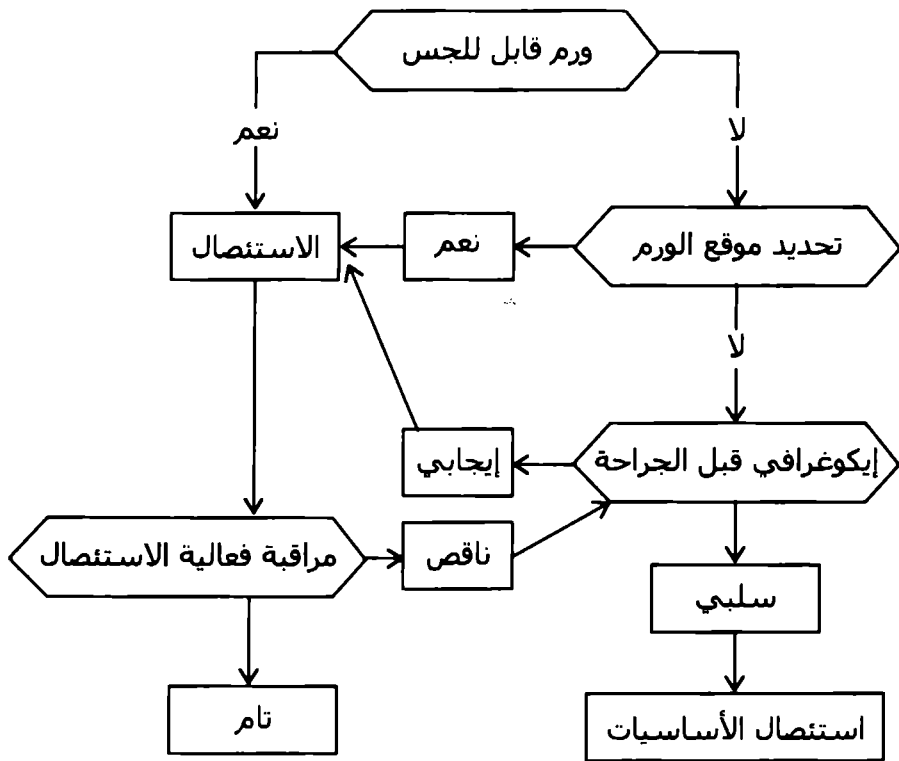 ورم قابل للجس
نعم
لا
الاستئصال
نعم
تحديد موقع الورم
لا
إيجابي
إيكوغرافي قبل الجراحة
مراقبة فعالية الاستئصال
ناقص
سلبي
تام
استئصال الأساسيات